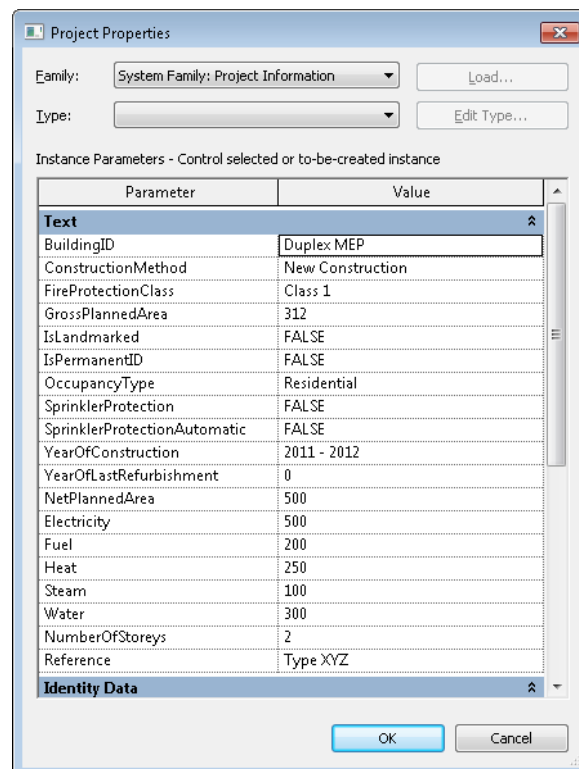 Project Properties
Family: System Family: Project Information Load...
Type: Edit Type...
Instance Parameters - Control selected or to-be-created instance
Parameter Value
Text
BuildingID Duplex MEP
ConstructionMethod New Construction
FireProtectionClass Class 1
GrossPlannedArea 312
IsLandmarked FALSE
IsPermanentID FALSE
OccupancyType Residential
SprinklerProtection FALSE
SprinklerProtectionAutomatic FALSE
YearOfConstruction 2011 - 2012
YearOfLastRefurbishment 0
NetPlannedArea 500
Electricity 500
Fuel 200
Heat 250
Steam 100
Water 300
NumberOfStoreys 2
Reference Type XYZ
Identity Data
OK Cancel